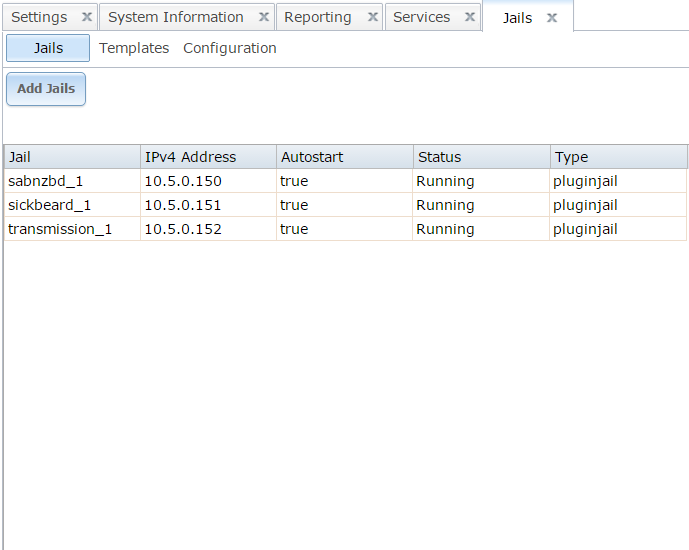 Settings System Information Reporting Services Jails
Jails Templates Configuration
Add Jails
Jail IPv4 Address Autostart Status Type
sabnzbd_1 10.5.0.150 true Running pluginjail
sickbeard_1 10.5.0.151 true Running pluginjail
transmission_1 10.5.0.152 true Running pluginjail